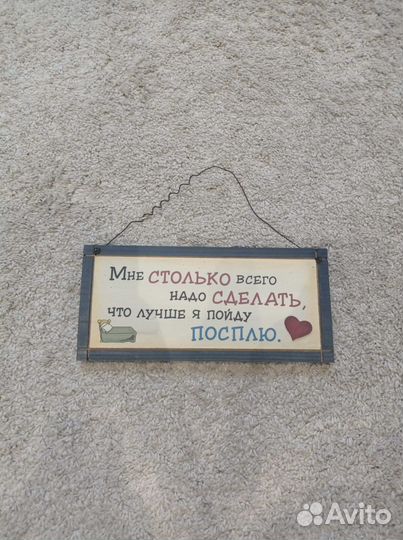 Мне СТОЛЬКО всего
надо СДЕЛАТЬ,
что лучше я пойду
ПОСПЛЮ.
Avito